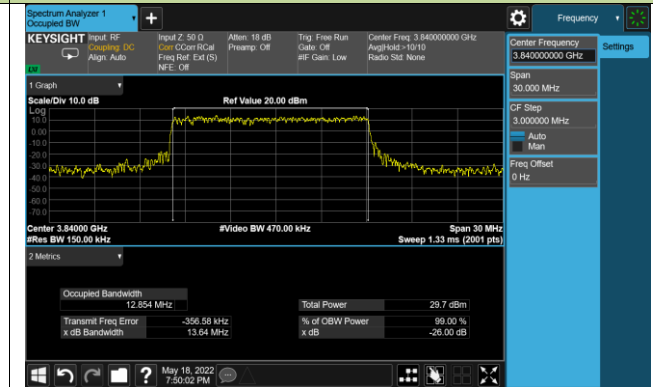 Spectrum Analyzer 1
Occupied BW
Frequency
KEYSIGHT
Input: RF
Coupling: DC
Align: Auto
Input Z: 50 Ω
Corr CCorr RCal
Freq Ref: Ext (S)
NFE: Off
Atten: 18 dB
Preamp: Off
Trig: Free Run
Gate: Off
#IF Gain: Low
Center Freq: 3.840000000 GHz
Avg|Hold:>10/10
Radio Std: None
LW
Center Frequency
3.840000000 GHz
Settings
Span
30.000 MHz
CF Step
3.000000 MHz
Auto
Man
Freq Offset
0 Hz
1 Graph
Scale/Div 10.0 dB
Ref Value 20.00 dBm
Log
10.0
0.00
-10.0
-20.0
-30.0
-40.0
-50.0
-60.0
-70.0
Center 3.84000 GHz
#Video BW 470.00 kHz
Span 30 MHz
#Res BW 150.00 kHz
Sweep 1.33 ms (2001 pts)
2 Metrics
Occupied Bandwidth
12.854 MHz
Total Power
29.7 dBm
Transmit Freq Error
-356.58 kHz
% of OBW Power
99.00 %
x dB Bandwidth
13.64 MHz
x dB
-26.00 dB
?
May 18, 2022
7:50:02 PM